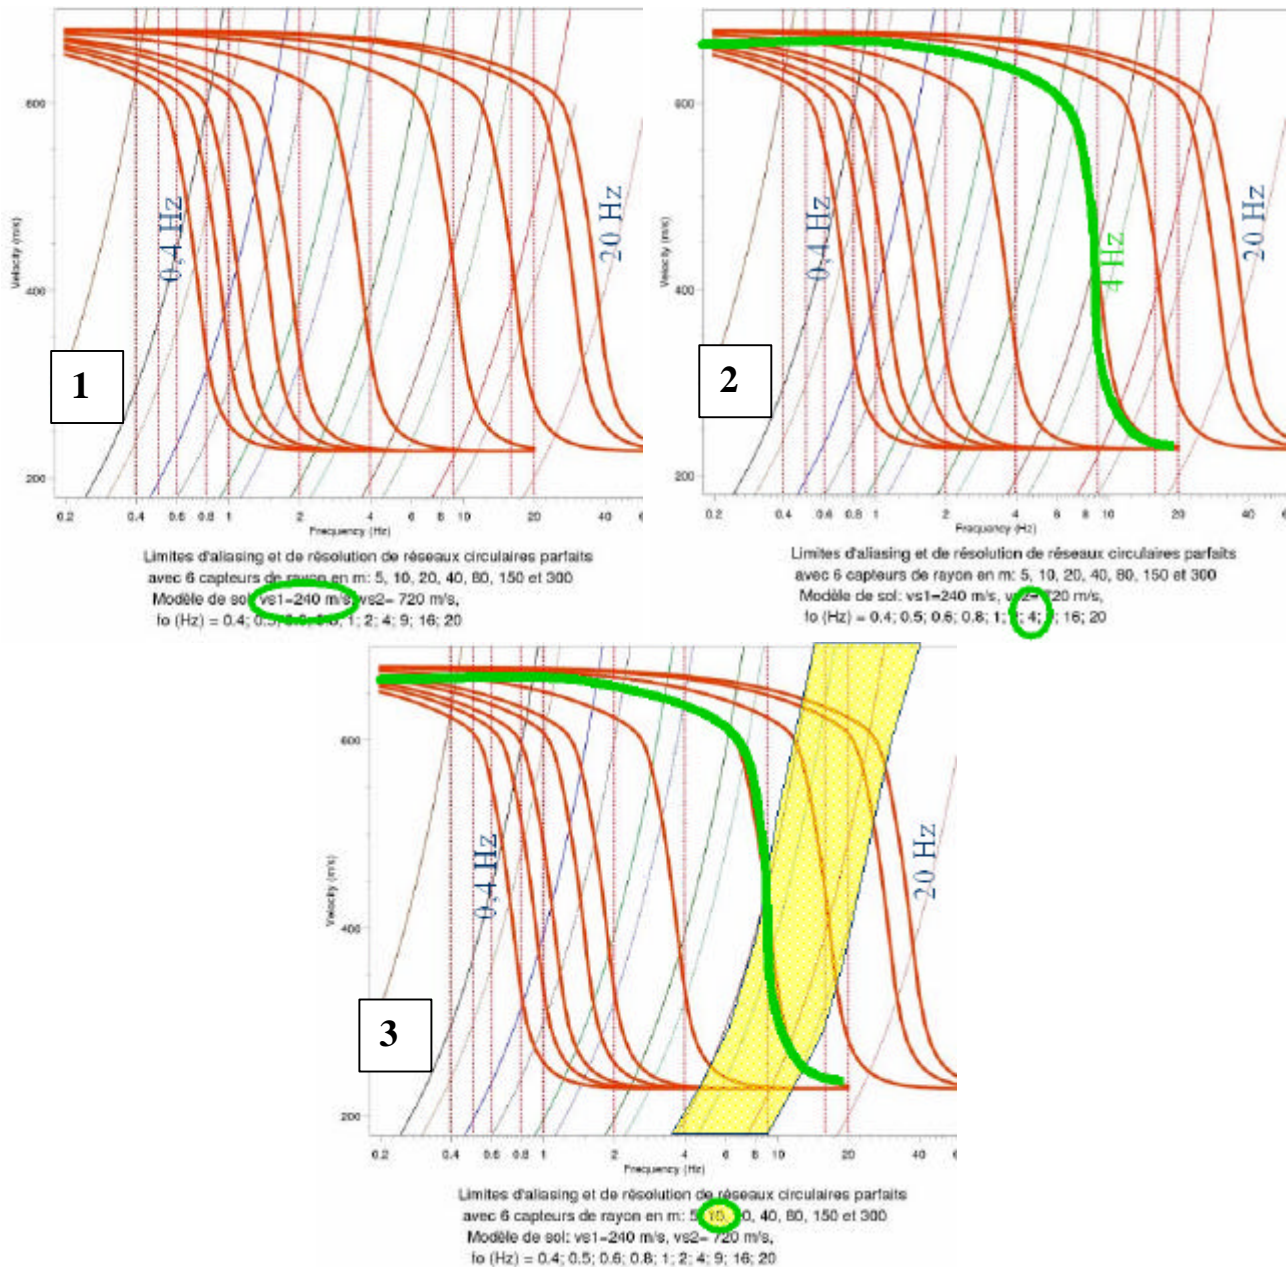 600
400
200
Velocity (m/s)
0,4 Hz
20 Hz
1
0.2 0.4 0.6 0.8 1 2 4 6 8 10 20 40
Frequency (Hz)
Limites d'aliasing et de résolution de réseaux circulaires parfaits
avec 6 capteurs de rayon en m: 5, 10, 20, 40, 80, 150 et 300
Modèle de sol: vs1=240 m/s, vs2= 720 m/s,
fo (Hz) = 0.4; 0.5; 0.6; 0.8; 1; 2; 4; 9; 16; 20
600
400
200
Velocity (m/s)
0,4 Hz
4 Hz
20 Hz
2
0.2 0.4 0.6 0.8 1 2 4 6 8 10 20 40
Frequency (Hz)
Limites d'aliasing et de résolution de réseaux circulaires parfaits
avec 6 capteurs de rayon en m: 5, 10, 20, 40, 80, 150 et 300
Modèle de sol: vs1=240 m/s, vs2= 720 m/s,
fo (Hz) = 0.4; 0.5; 0.6; 0.8; 1; 4; 16; 20
600
400
200
Velocity (m/s)
0,4 Hz
20 Hz
3
0.2 0.4 0.6 0.8 1 2 4 6 8 10 20 40
Frequency (Hz)
Limites d'aliasing et de résolution de réseaux circulaires parfaits
avec 6 capteurs de rayon en m: 5, 10, 20, 40, 80, 150 et 300
Modèle de sol: vs1=240 m/s, vs2= 720 m/s,
fo (Hz) = 0.4; 0.5; 0.6; 0.8; 1; 2; 4; 9; 16; 20